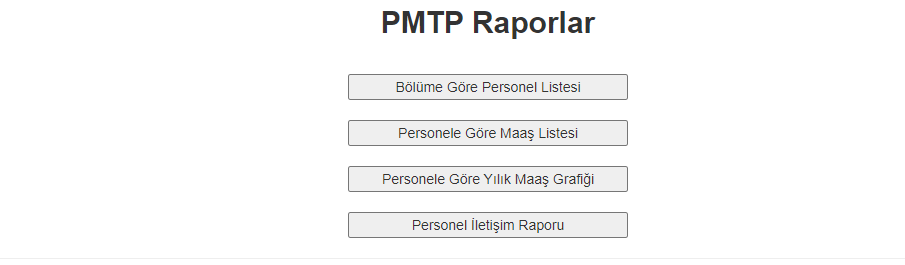 PMTP Raporlar
Bölüme Göre Personel Listesi
Personele Göre Maaş Listesi
Personele Göre Yılık Maaş Grafiği
Personel İletişim Raporu